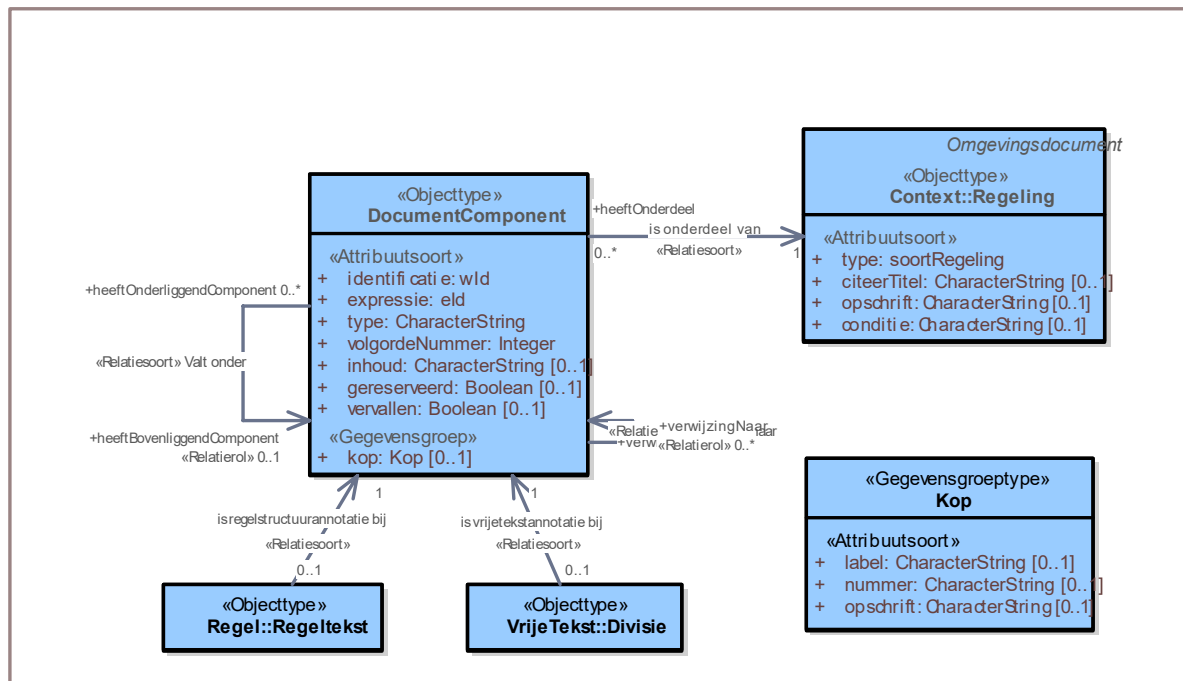 Omgevingsdocument
«Objecttype»
Context::Regeling
«Attribuutsoort»
+ type: soortRegeling
+ citeerTitel: CharacterString [0..1]
+ opschrift: CharacterString [0..1]
+ conditie: CharacterString [0..1]
«Objecttype»
DocumentComponent
«Attribuutsoort»
+ identificatie: wId
+ expressie: eId
+ type: CharacterString
+ volgordeNummer: Integer
+ inhoud: CharacterString [0..1]
+ gereserveerd: Boolean [0..1]
+ vervallen: Boolean [0..1]
«Gegevensgroep»
+ kop: Kop [0..1]
+heeftOnderdeel
is onderdeel van
0..*
«Relatiesoort»
1
+heeftOnderliggendComponent 0..*
«Relatiesoort» Valt onder
+heeftBovenliggendComponent
«Relatierol» 0..1
+verwijzingNaar
«Relatierol» 0..*
1
is regelstructuurannotatie bij
«Relatiesoort»
0..1
1
is vrijetekstannotatie bij
«Relatiesoort»
0..1
«Objecttype»
Regel::Regeltekst
«Objecttype»
VrijeTekst::Divisie
«Gegevensgroeptype»
Kop
«Attribuutsoort»
+ label: CharacterString [0..1]
+ nummer: CharacterString [0..1]
+ opschrift: CharacterString [0..1]